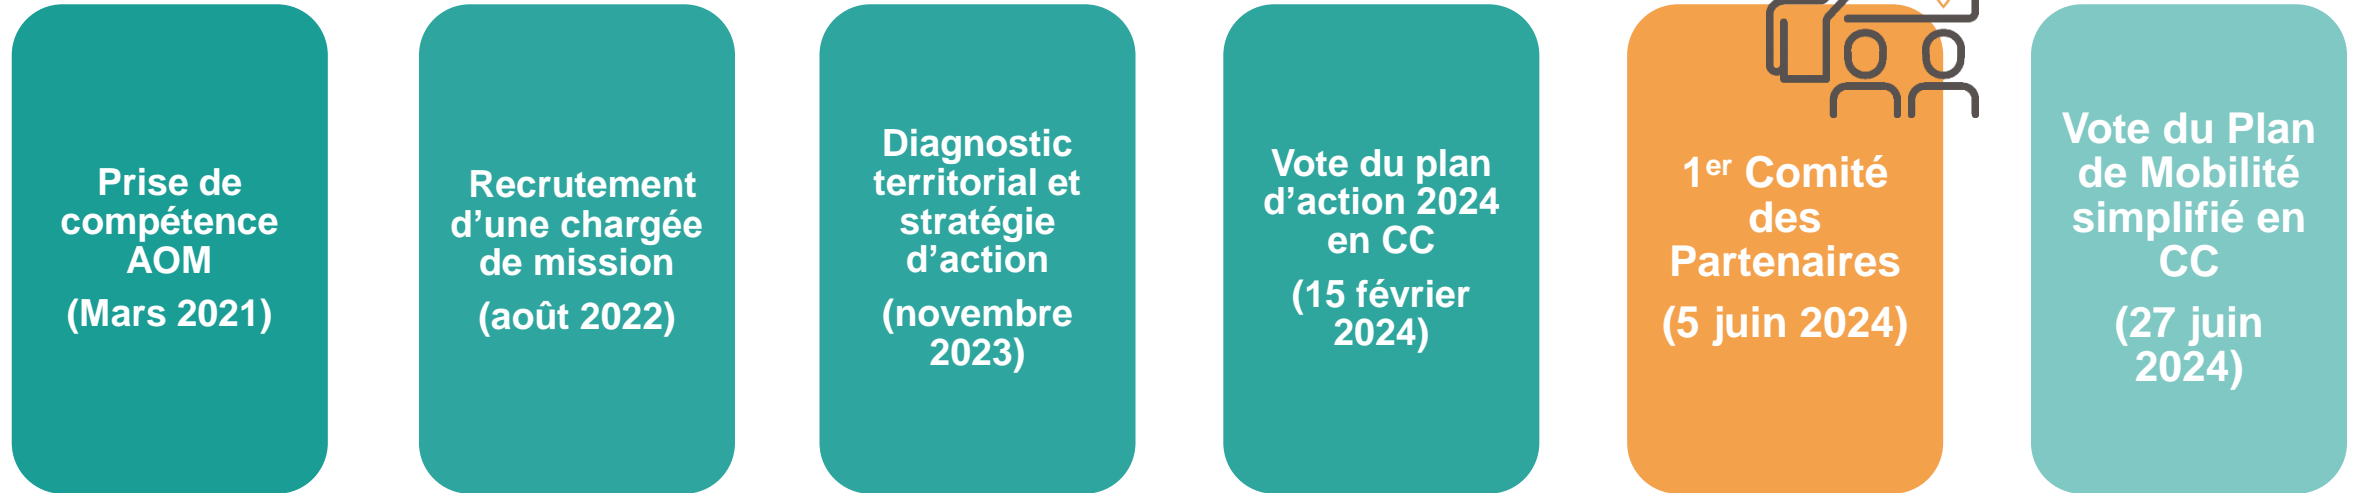 Prise de
compétence
AOM
(Mars 2021)
Recrutement
d’une chargée
de mission
(août 2022)
Diagnostic
territorial et
stratégie
d’action
(novembre
2023)
Vote du plan
d’action 2024
en CC
(15 février
2024)
1er Comité
des
Partenaires
(5 juin 2024)
Vote du Plan
de Mobilité
simplifié en
CC
(27 juin
2024)